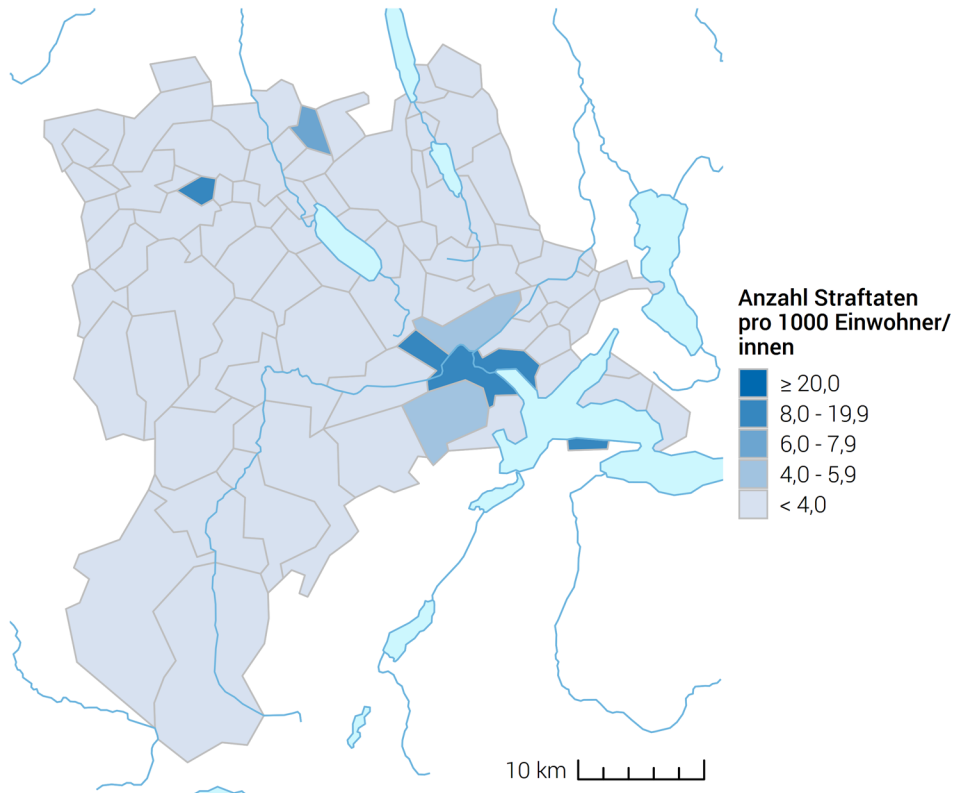 Anzahl Straftaten
pro 1000 Einwohner/
innen
≥ 20,0
8,0 - 19,9
6,0 - 7,9
4,0 - 5,9
< 4,0
10 km